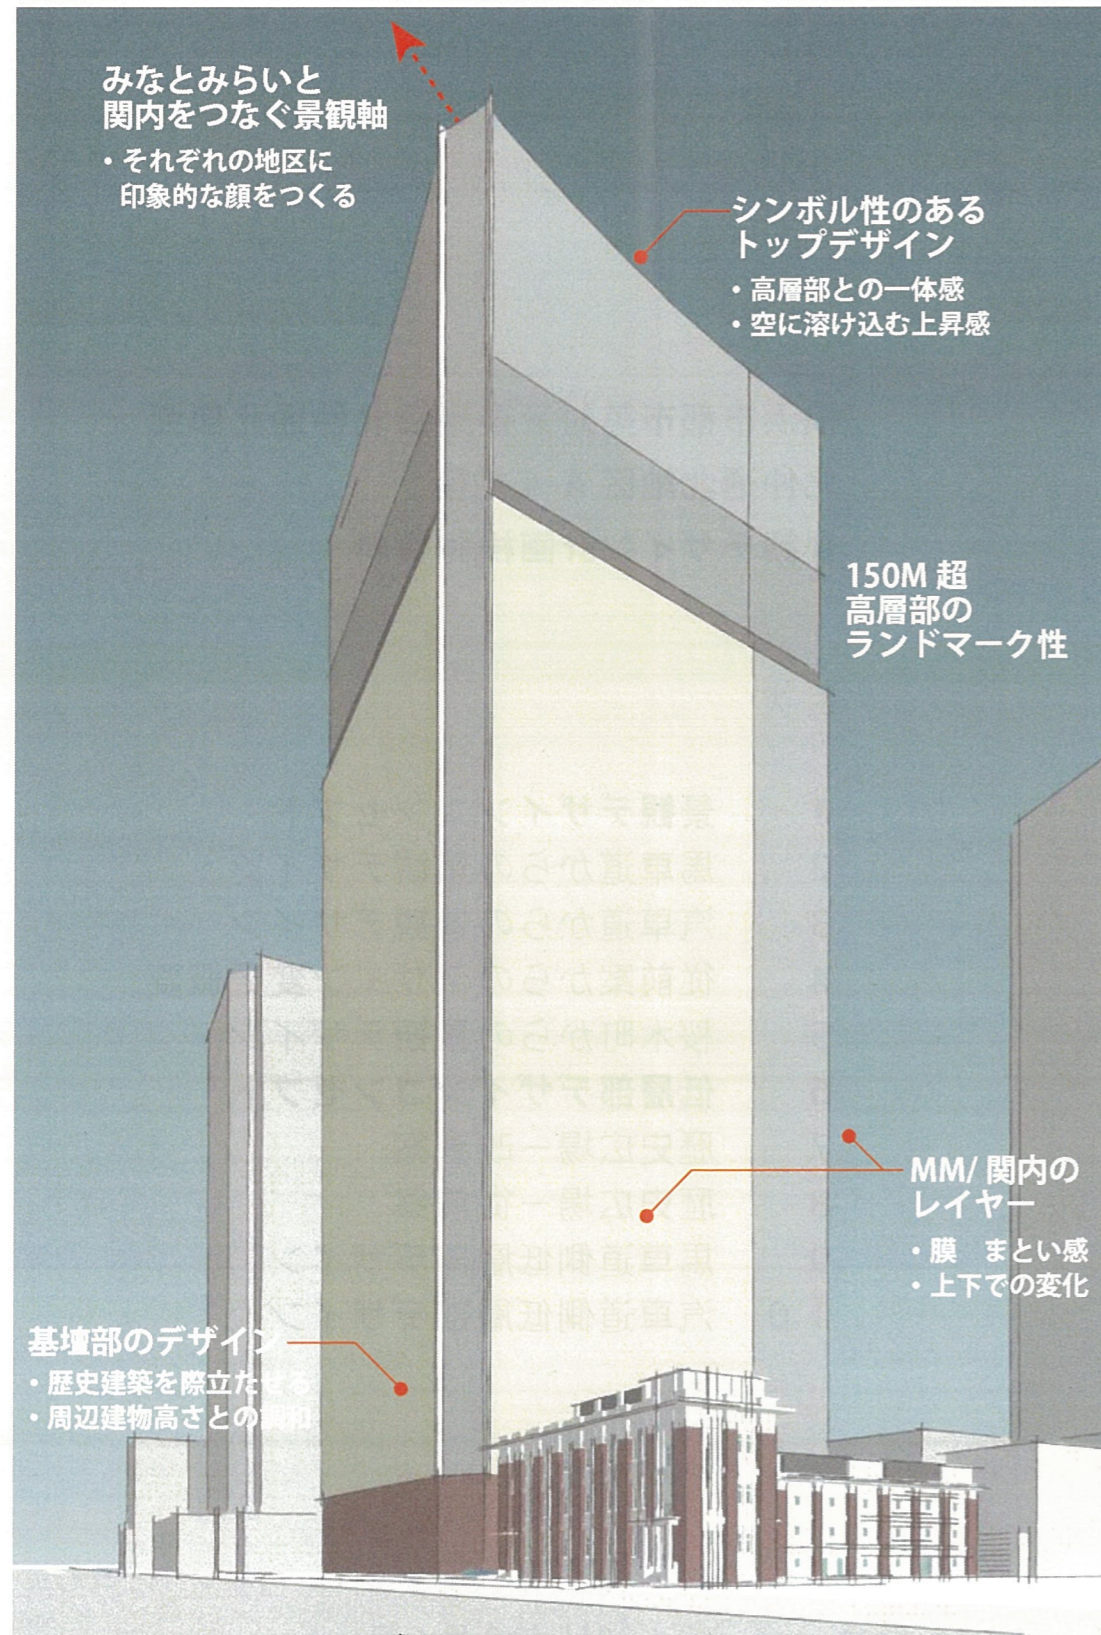 みなとみらいと
関内をつなぐ景観軸
・それぞれの地区に
印象的な顔をつくる
シンボル性のある
トップデザイン
・高層部との一体感
・空に溶け込む上昇感
150M 超
高層部の
ランドマーク性
MM/ 関内の
レイヤー
・膜　まとい感
・上下での変化
基壇部のデザイン
・歴史建築を際立たせる
・周辺建物高さとの調和